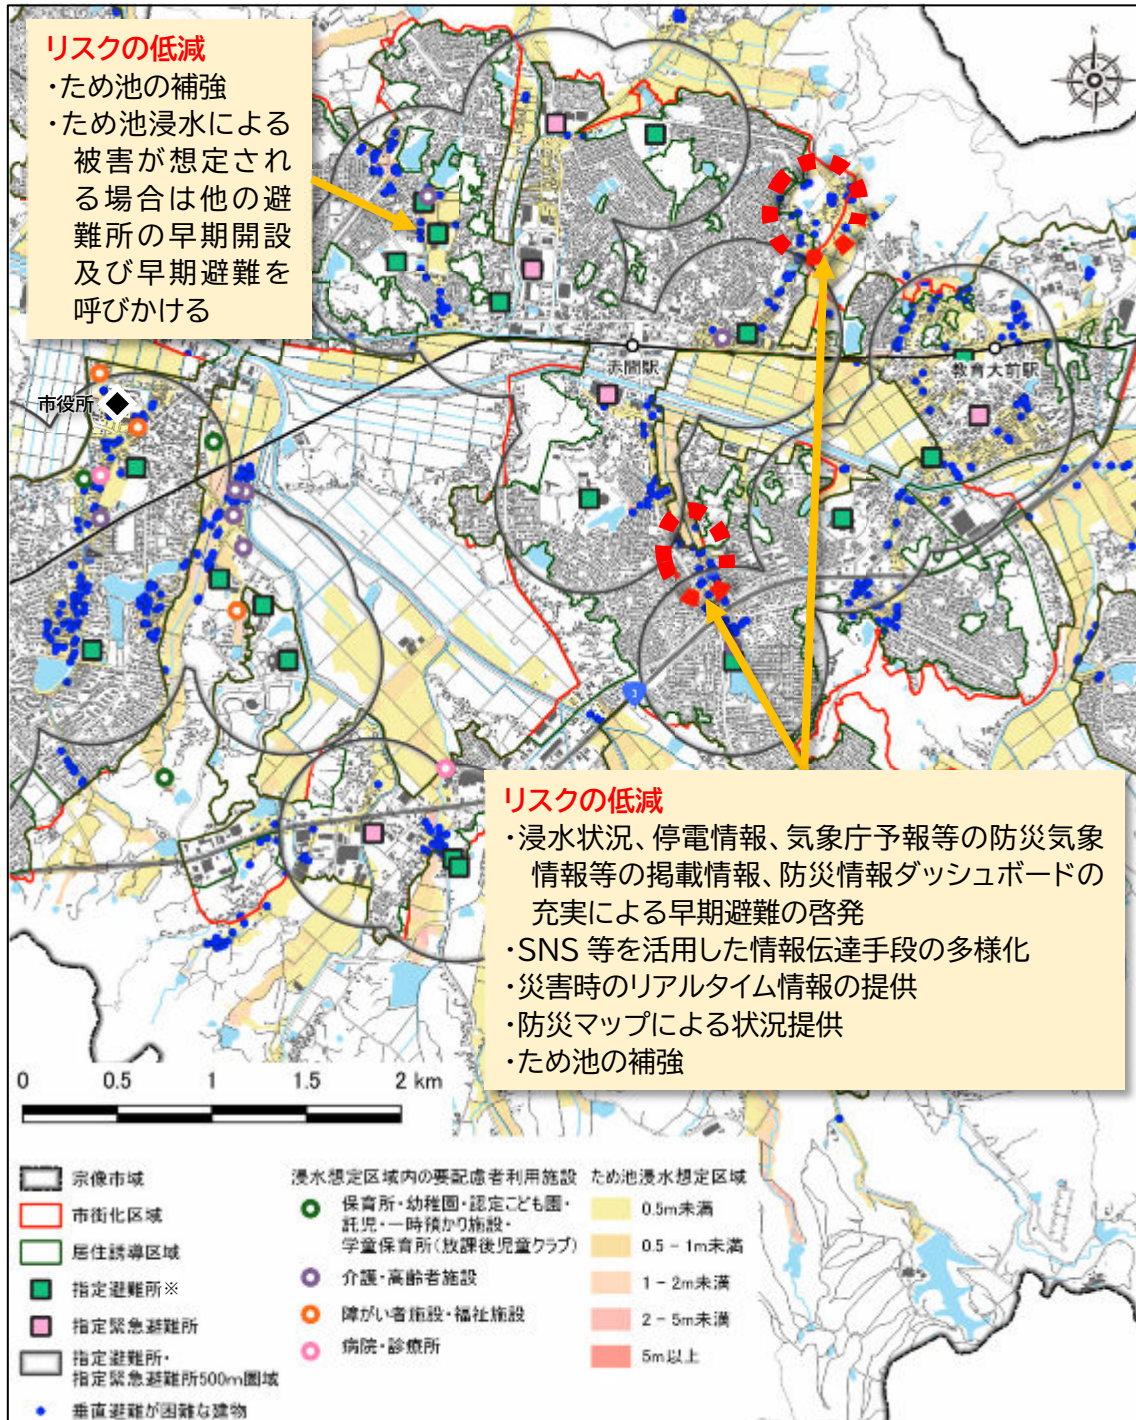 リスクの低減
・ため池の補強
・ため池浸水による
被害が想定され
る場合は他の避
難所の早期開設
及び早期避難を
呼びかける
N
市役所
赤間駅
教育大前駅
3
リスクの低減
・浸水状況、停電情報、気象庁予報等の防災気象
情報等の掲載情報、防災情報ダッシュボードの
充実による早期避難の啓発
・SNS 等を活用した情報伝達手段の多様化
・災害時のリアルタイム情報の提供
・防災マップによる状況提供
・ため池の補強
0 0.5 1 1.5 2 km
宗像市域
市街化区域
居住誘導区域
指定避難所※
指定緊急避難所
指定避難所・
指定緊急避難所500m圏域
垂直避難が困難な建物
浸水想定区域内の要配慮者利用施設
保育所・幼稚園・認定こども園・
託児・一時預かり施設・
学童保育所(放課後児童クラブ)
介護・高齢者施設
障がい者施設・福祉施設
病院・診療所
ため池浸水想定区域
0.5m未満
0.5 - 1m未満
1 - 2m未満
2 - 5m未満
5m以上